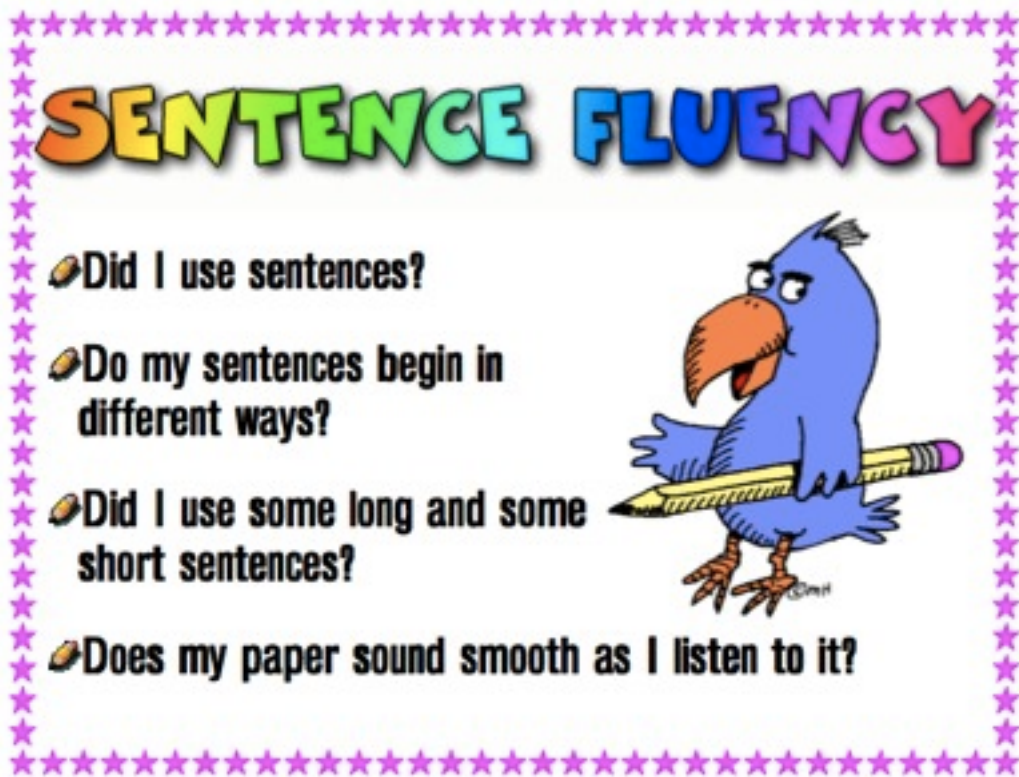 SENTENCE FLUENCY
Did I use sentences?
Do my sentences begin in
different ways?
Did I use some long and some
short sentences?
©MH
Does my paper sound smooth as I listen to it?